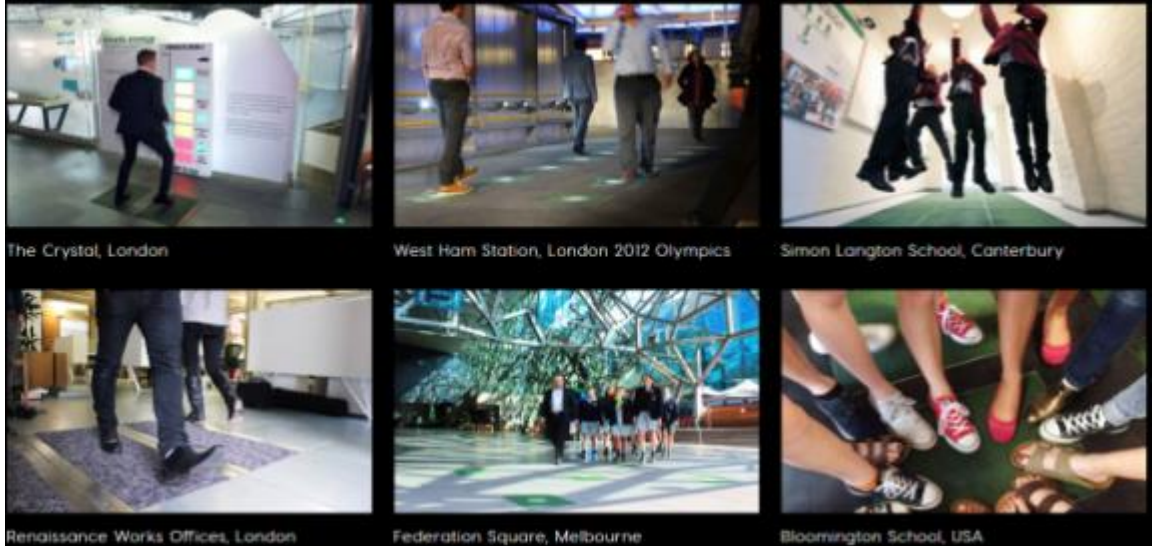 The Crystal, London
West Ham Station, London 2012 Olympics
Simon Langton School, Canterbury
Renaissance Works Offices, London
Federation Square, Melbourne
Bloomington School, USA